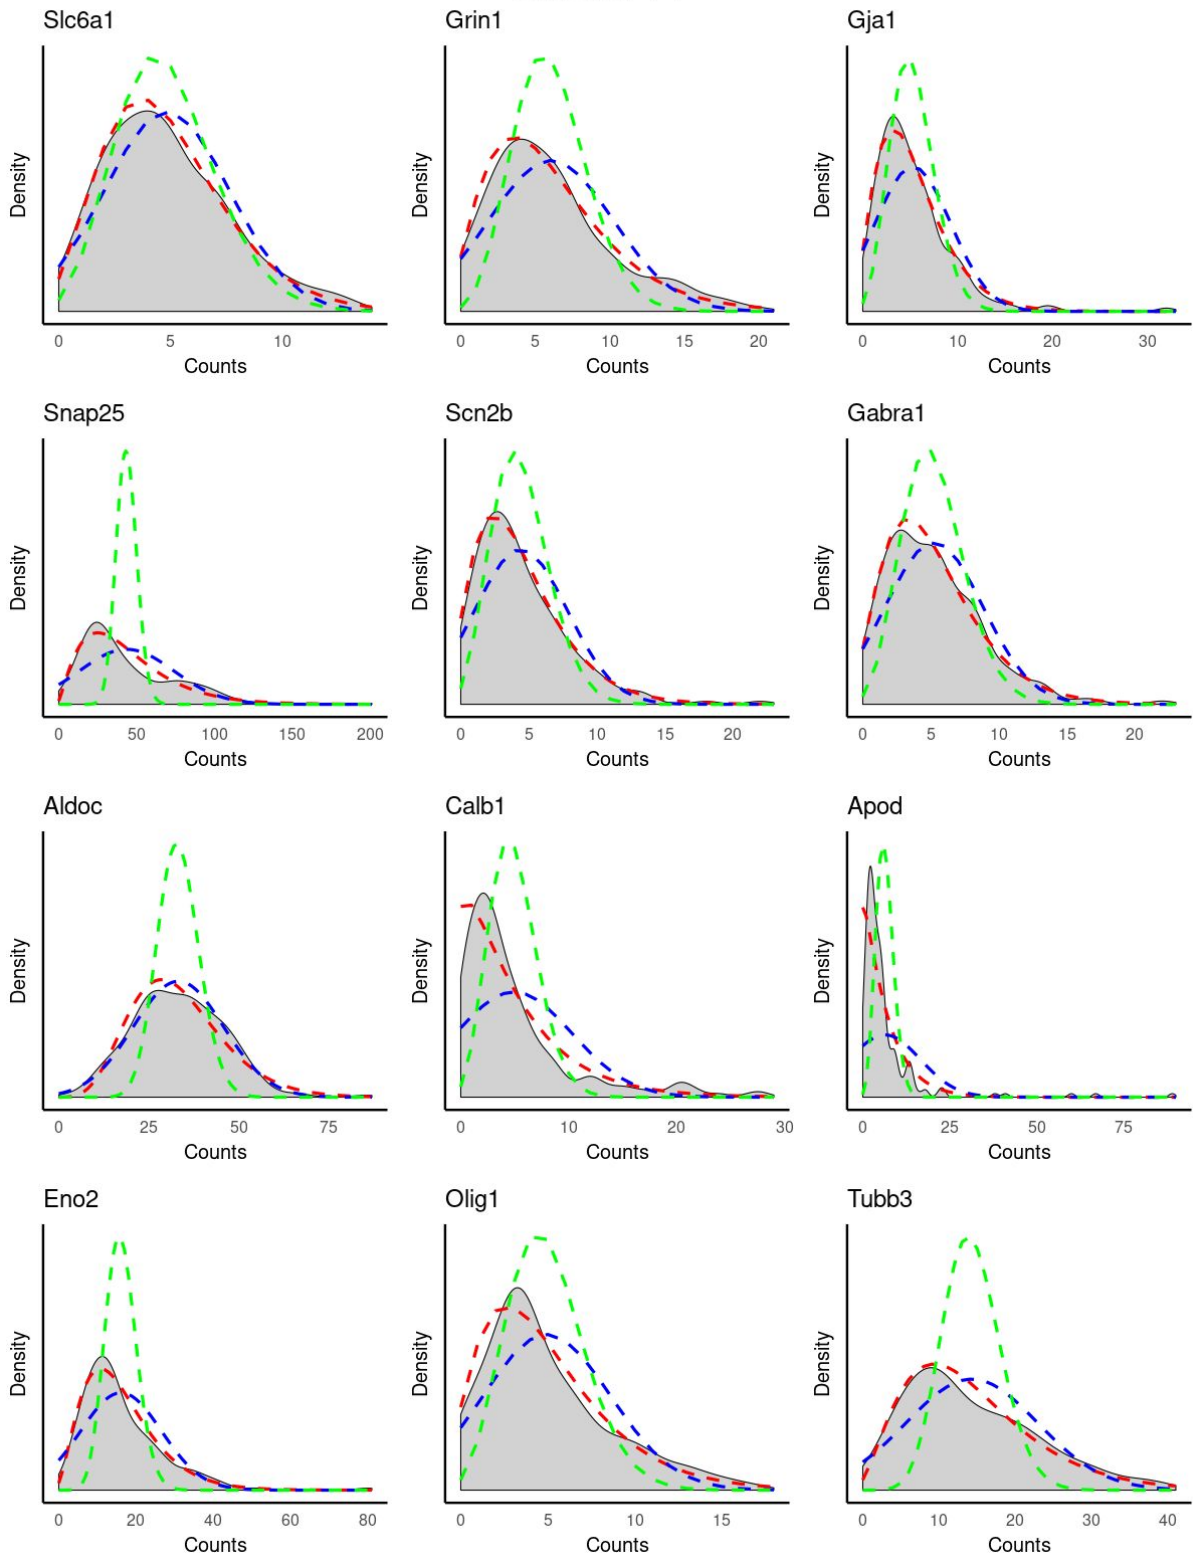 Slc6a1
Grin1
Gja1
Density
Density
Density
0 5 10
0 5 10 15 20
0 10 20 30
Counts
Counts
Counts
Snap25
Scn2b
Gabra1
Density
Density
Density
0 50 100 150 200
0 5 10 15 20
0 5 10 15 20
Counts
Counts
Counts
Aldoc
Calb1
Apod
Density
Density
Density
0 25 50 75
0 10 20 30
0 25 50 75
Counts
Counts
Counts
Eno2
Olig1
Tubb3
Density
Density
Density
0 20 40 60 80
0 5 10 15
0 10 20 30 40
Counts
Counts
Counts